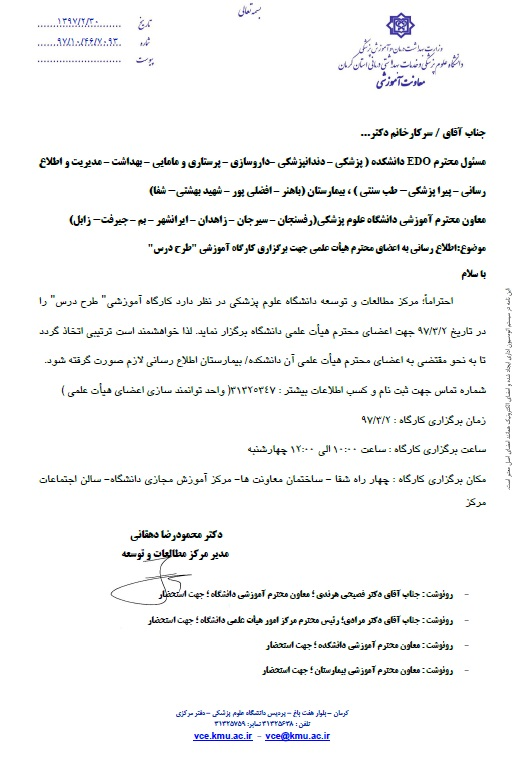 بسمه تعالی
تاریخ ......۱۳۹۷/۲/۳۰......
شماره ..۹۷/۱۰/۴۶/۷۰۹۳..
پیوست ........................
وزارت بهداشت، درمان و آموزش پزشکی
دانشگاه علوم پزشکی و خدمات بهداشتی درمانی استان کرمان
معاونت آموزشی
جناب آقای / سرکارخانم دکتر...
مسئول محترم EDO دانشکده ( پزشکی – دندانپزشکی –داروسازی – پرستاری و مامایی – بهداشت – مدیریت و اطلاع
رسانی – پیرا پزشکی– طب سنتی ) ، بیمارستان (باهنر – افضلی پور – شهید بهشتی– شفا)
معاون محترم آموزشی دانشگاه علوم پزشکی(رفسنجان – سیرجان – زاهدان – ایرانشهر – بم – جیرفت– زابل)
موضوع:اطلاع رسانی به اعضای محترم هیأت علمی جهت برگزاری کارگاه آموزشی "طرح درس"
با سلام
احتراماً؛ مرکز مطالعات و توسعه دانشگاه علوم پزشکی در نظر دارد کارگاه آموزشی" طرح درس" را
در تاریخ ۹۷/۳/۲ جهت اعضای محترم هیأت علمی دانشگاه برگزار نماید. لذا خواهشمند است ترتیبی اتخاذ گردد
تا به نحو مقتضی به اعضای محترم هیأت علمی آن دانشکده/ بیمارستان اطلاع رسانی لازم صورت گرفته شود.
شماره تماس جهت ثبت نام و کسب اطلاعات بیشتر : ۳۱۳۲۵۳۴۷( واحد توانمند سازی اعضای هیأت علمی )
زمان برگزاری کارگاه : ۹۷/۳/۲
ساعت برگزاری کارگاه : ساعت ۱۰:۰۰ الی ۱۲:۰۰ چهارشنبه
مکان برگزاری کارگاه : چهار راه شفا – ساختمان معاونت ها– مرکز آموزش مجازی دانشگاه– سالن اجتماعات
مرکز
دکتر محمودرضا دهقانی
مدیر مرکز مطالعات و توسعه
- رونوشت : جناب آقای دکتر فصیحی هرندی ؛ معاون محترم آموزشی دانشگاه ؛ جهت استحضار
- رونوشت : جناب آقای دکتر مرادی؛ رئیس محترم مرکز امور هیأت علمی دانشگاه ؛ جهت استحضار
- رونوشت : معاون محترم آموزشی دانشکده ؛ جهت استحضار
- رونوشت : معاون محترم آموزشی بیمارستان ؛ جهت استحضار
کرمان – بلوار هفت باغ – پردیس دانشگاه علوم پزشکی – دفتر مرکزی
تلفن : ۳۱۳۲۵۶۳۸ نمابر: ۳۱۳۲۵۷۵۹
vce.kmu.ac.ir – vce@kmu.ac.ir